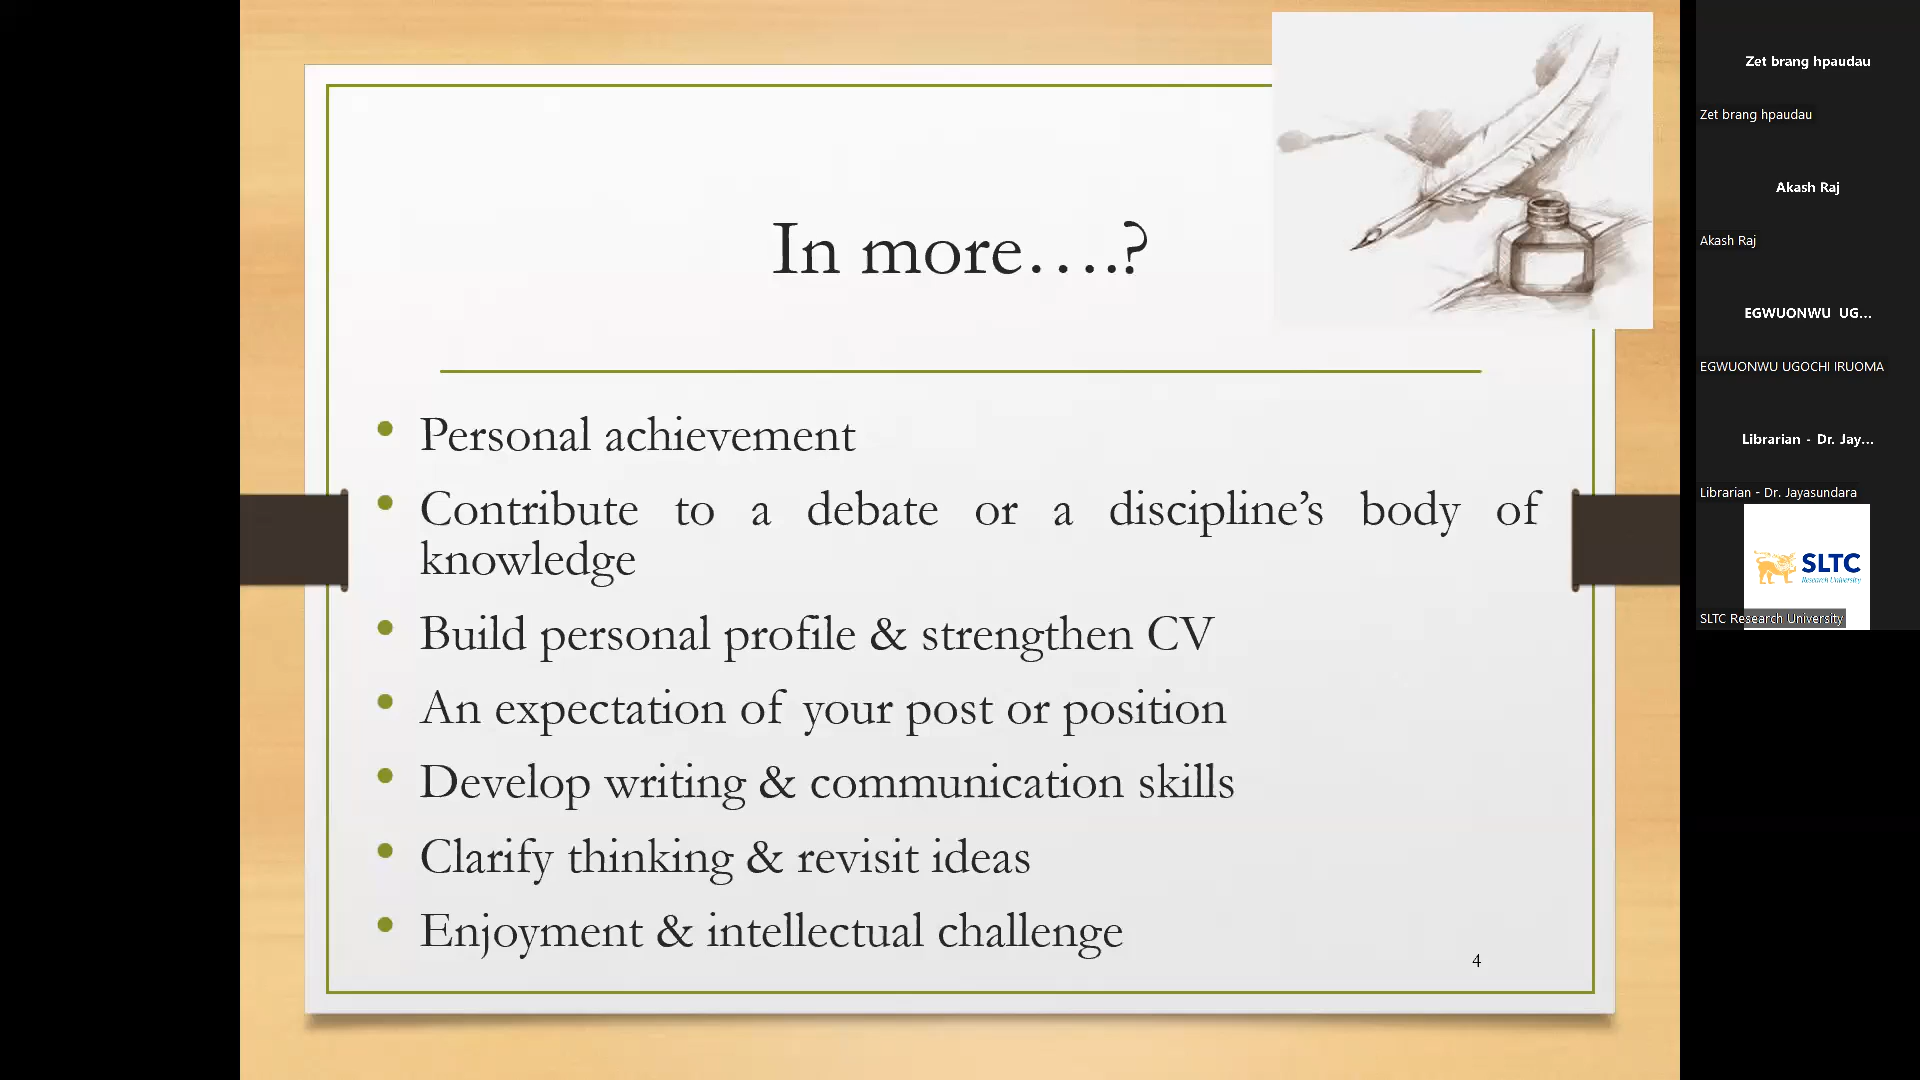 In more….?
• Personal achievement
• Contribute to a debate or a discipline’s body of
knowledge
• Build personal profile & strengthen CV
• An expectation of your post or position
• Develop writing & communication skills
• Clarify thinking & revisit ideas
• Enjoyment & intellectual challenge
4
Zet brang hpaudau
Zet brang hpaudau
Akash Raj
Akash Raj
EGWUONWU UG...
EGWUONWU UGOCHI IRUOMA
Librarian - Dr. Jay...
Librarian - Dr. Jayasundara
SLTC
Research University
SLTC Research University